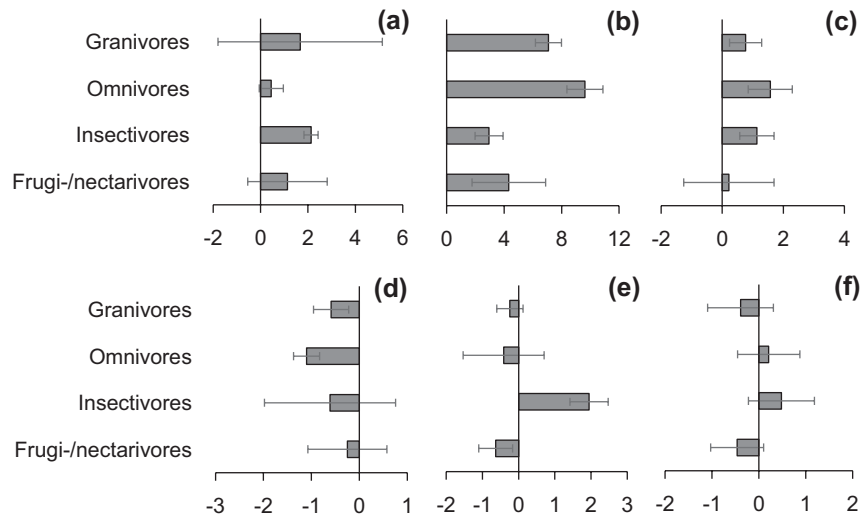 (a) (b) (c)
Granivores
Omnivores
Insectivores
Frugi-/nectarivores
-2 0 2 4 6 0 4 8 12 -2 0 2 4
(d) (e) (f)
Granivores
Omnivores
Insectivores
Frugi-/nectarivores
-3 -2 -1 0 1 -2 -1 0 1 2 3 -2 -1 0 1 2